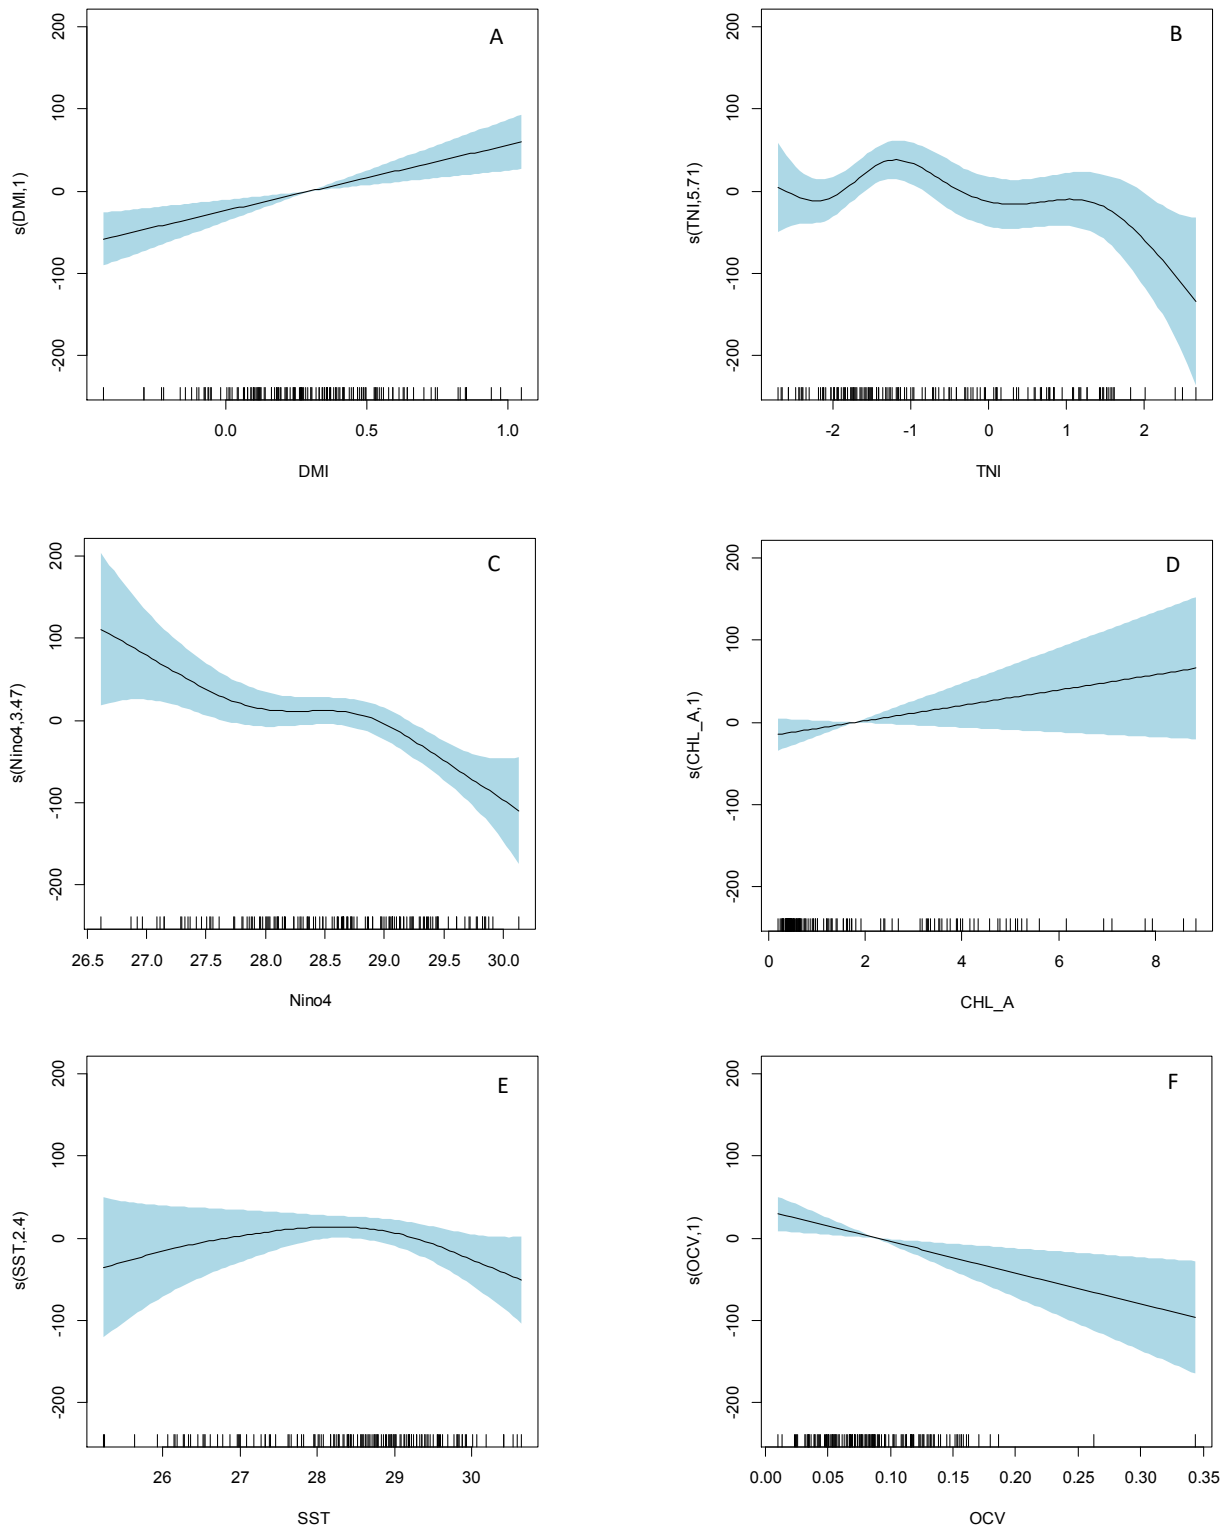 A
200
100
0
-100
-200
s(DMI,1)
0.0 0.5 1.0
DMI
B
200
100
0
-100
-200
s(TNI,5.71)
-2 -1 0 1 2
TNI
C
200
100
0
-100
-200
s(Nino4,3.47)
26.5 27.0 27.5 28.0 28.5 29.0 29.5 30.0
Nino4
D
200
100
0
-100
-200
s(CHL_A,1)
0 2 4 6 8
CHL_A
E
200
100
0
-100
-200
s(SST,2.4)
26 27 28 29 30
SST
F
200
100
0
-100
-200
s(OCV,1)
0.00 0.05 0.10 0.15 0.20 0.25 0.30 0.35
OCV